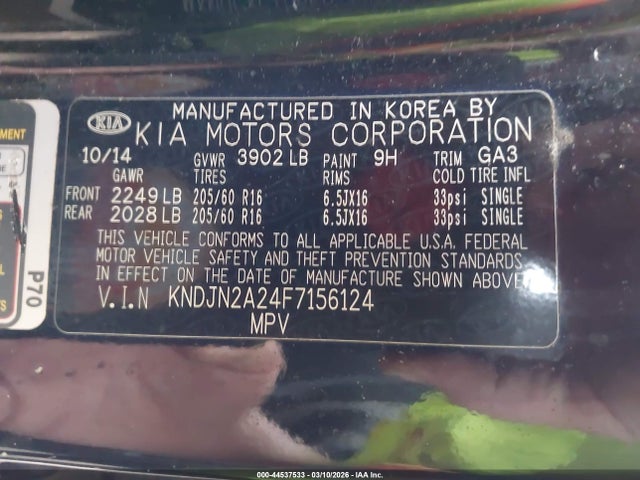 MANUFACTURED IN KOREA BY
KIA KIA MOTORS CORPORATION
10/14 GVWR 3902 LB PAINT 9H TRIM GA3
GAWR TIRES RIMS COLD TIRE INFL
FRONT 2249 LB 205/60 R16 6.5JX16 33psi SINGLE
REAR 2028 LB 205/60 R16 6.5JX16 33psi SINGLE
THIS VEHICLE CONFORMS TO ALL APPLICABLE U.S.A. FEDERAL
MOTOR VEHICLE SAFETY AND THEFT PREVENTION STANDARDS
IN EFFECT ON THE DATE OF MANUFACTURE SHOWN ABOVE
V.I.N KNDJN2A24F7156124
MPV
P70
000-44537533 — 03/10/2026 — IAA Inc.